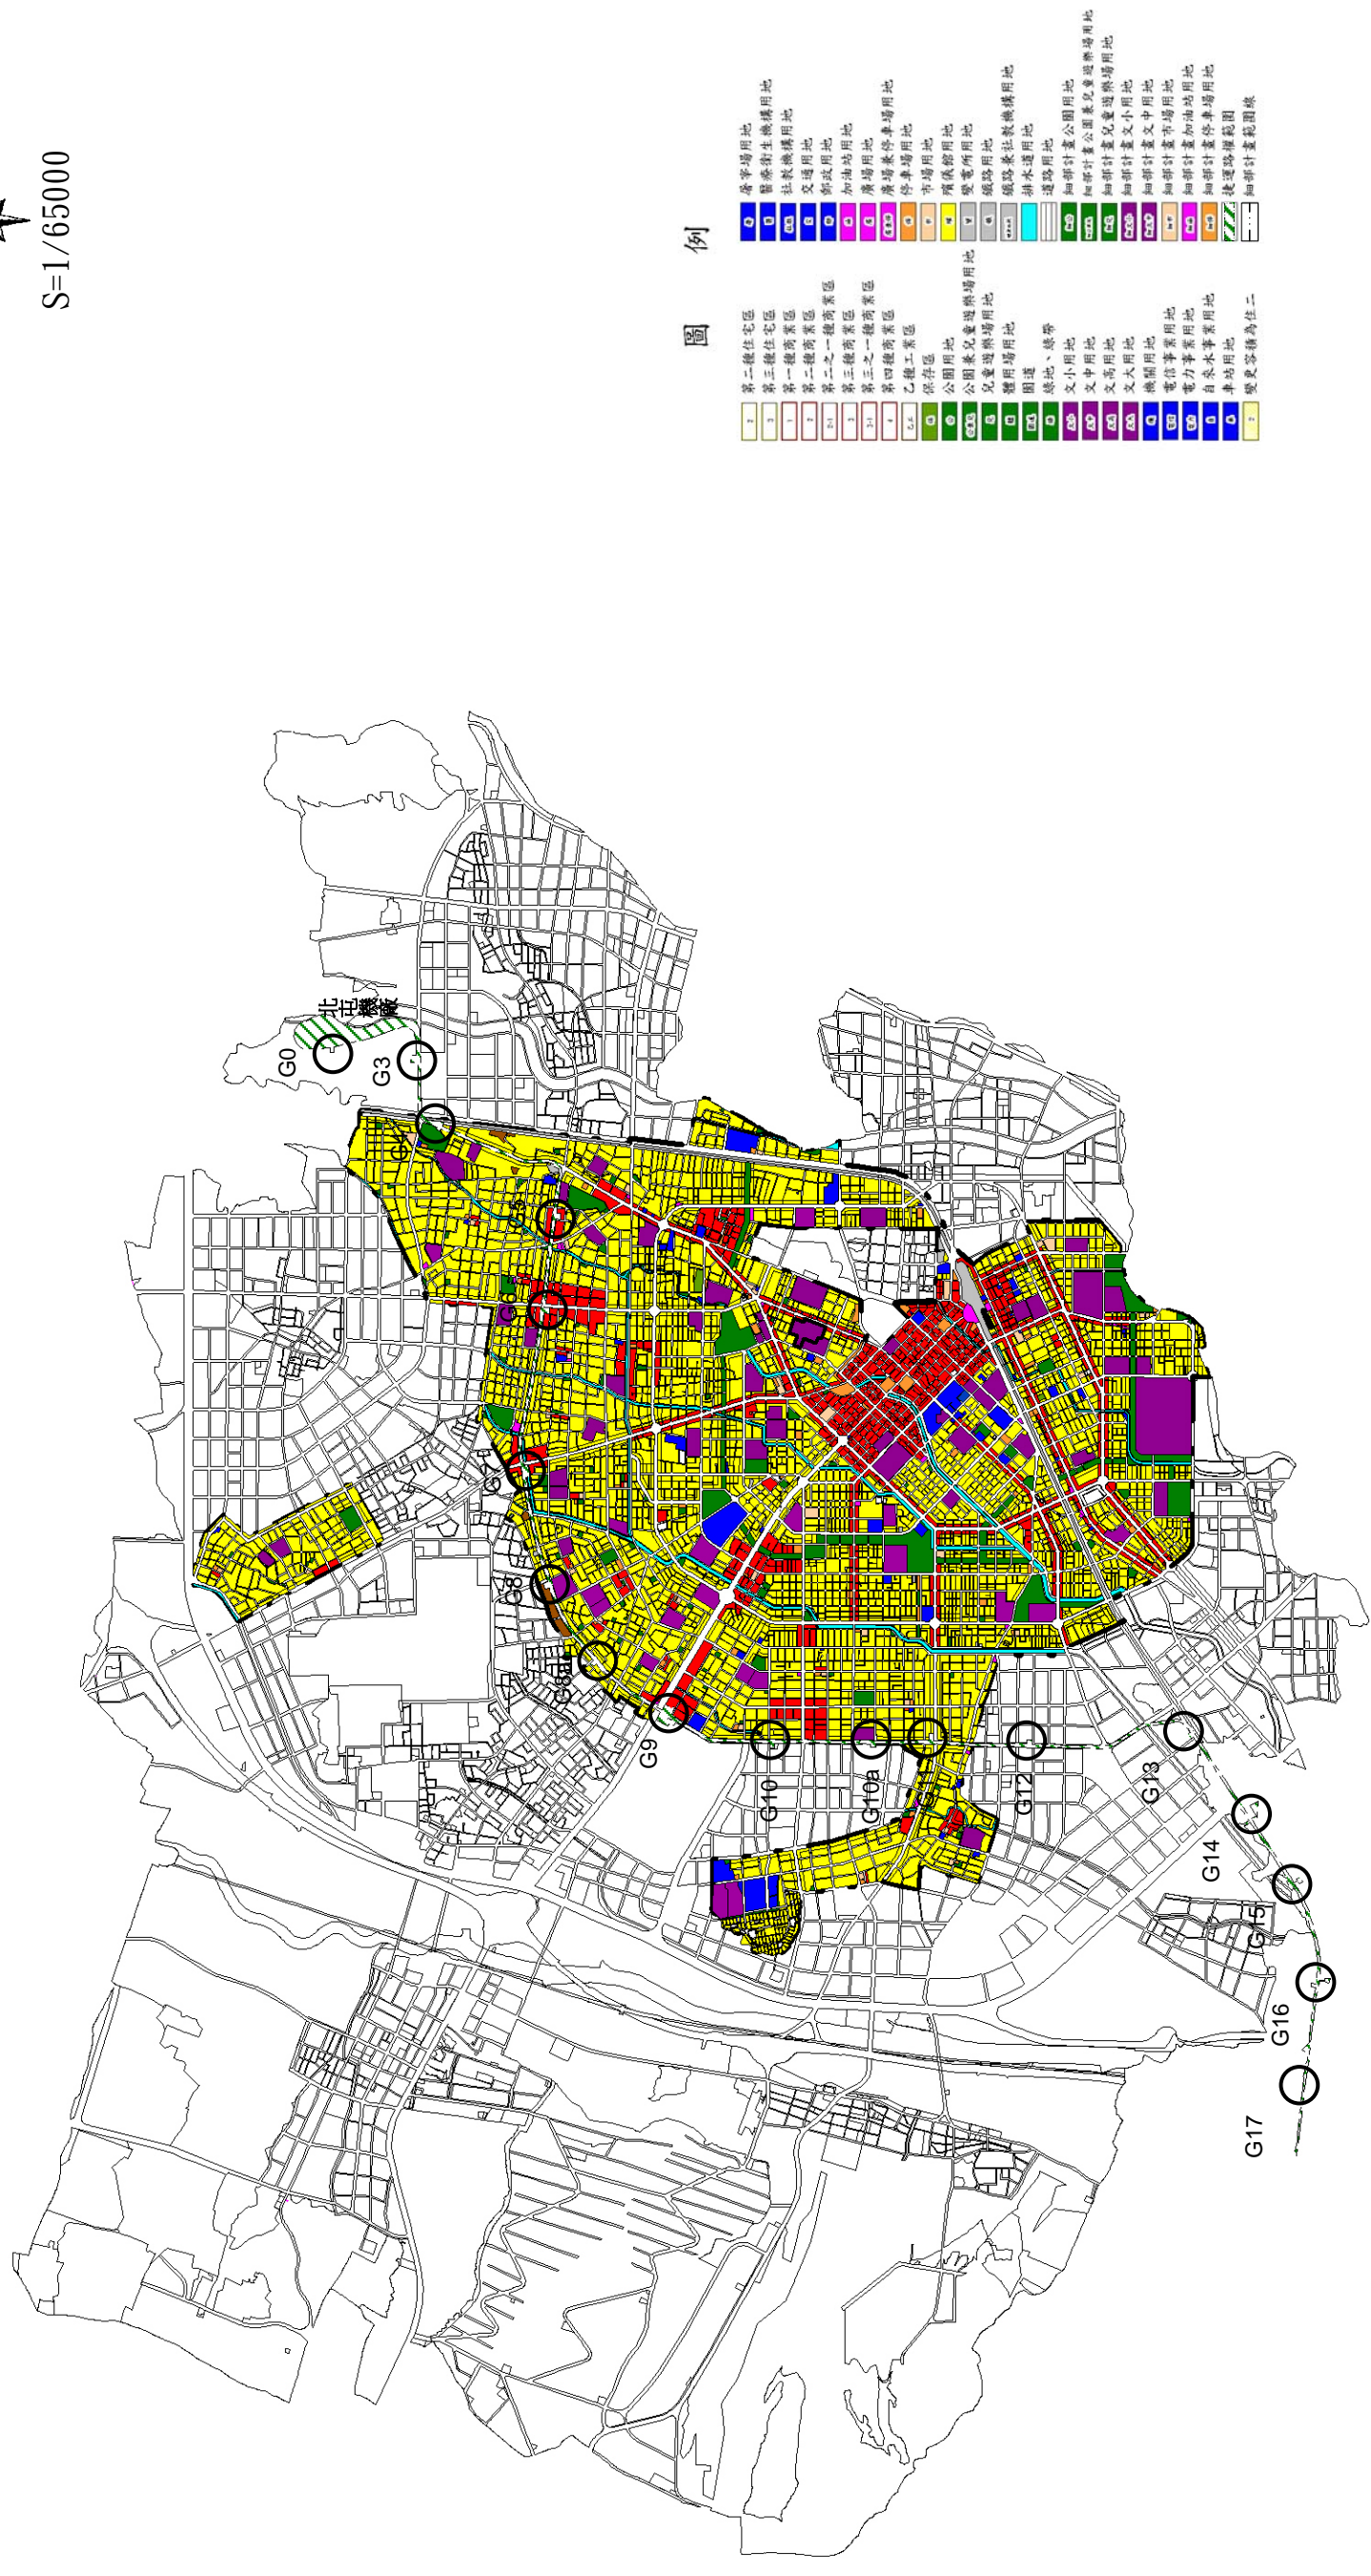 S=1/65000
圖 例
第二種住宅區
第三種住宅區
第一種商業區
第二種商業區
第二之一種商業區
第三種商業區
第三之一種商業區
第四種商業區
乙種工業區
保存區
公園用地
公園兼兒童遊樂場用地
兒童遊樂場用地
體育場用地
園道
綠地、綠帶
文小用地
文中用地
文高用地
文大用地
機關用地
電信事業用地
電力事業用地
自來水事業用地
車站用地
變更容積為住二
屠宰場用地
醫療衛生機構用地
社教機構用地
交通用地
郵政用地
加油站用地
廣場用地
廣場兼停車場用地
停車場用地
市場用地
殯儀館用地
變電所用地
鐵路用地
鐵路兼社教機構用地
排水道用地
道路用地
細部計畫公園用地
細部計畫公園兼兒童遊樂場用地
細部計畫兒童遊樂場用地
細部計畫文小用地
細部計畫文中用地
細部計畫市場用地
細部計畫加油站用地
細部計畫停車場用地
捷運路權範圍
細部計畫範圍線
北屯機廠
G0
G3
G4
G5
G6
G7
G8
G8a
G9
G10
G10a
G12
G13
G14
G15
G16
G17